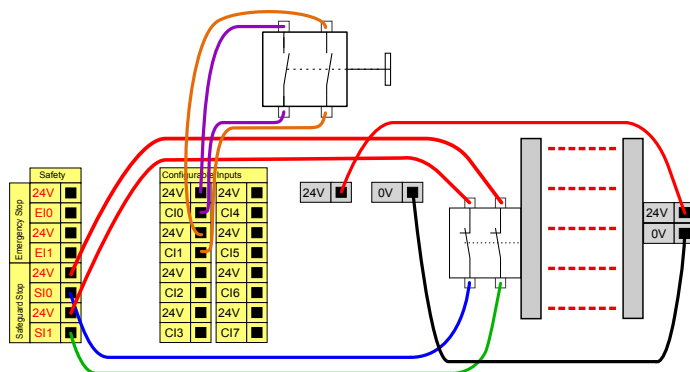 Safety
Emergency Stop
24V
EI0
24V
EI1
Safeguard Stop
24V
SI0
24V
SI1
Configurable Inputs
24V 24V
CI0 CI4
24V 24V
CI1 CI5
24V 24V
CI2 CI6
24V 24V
CI3 CI7
24V 0V
24V
0V